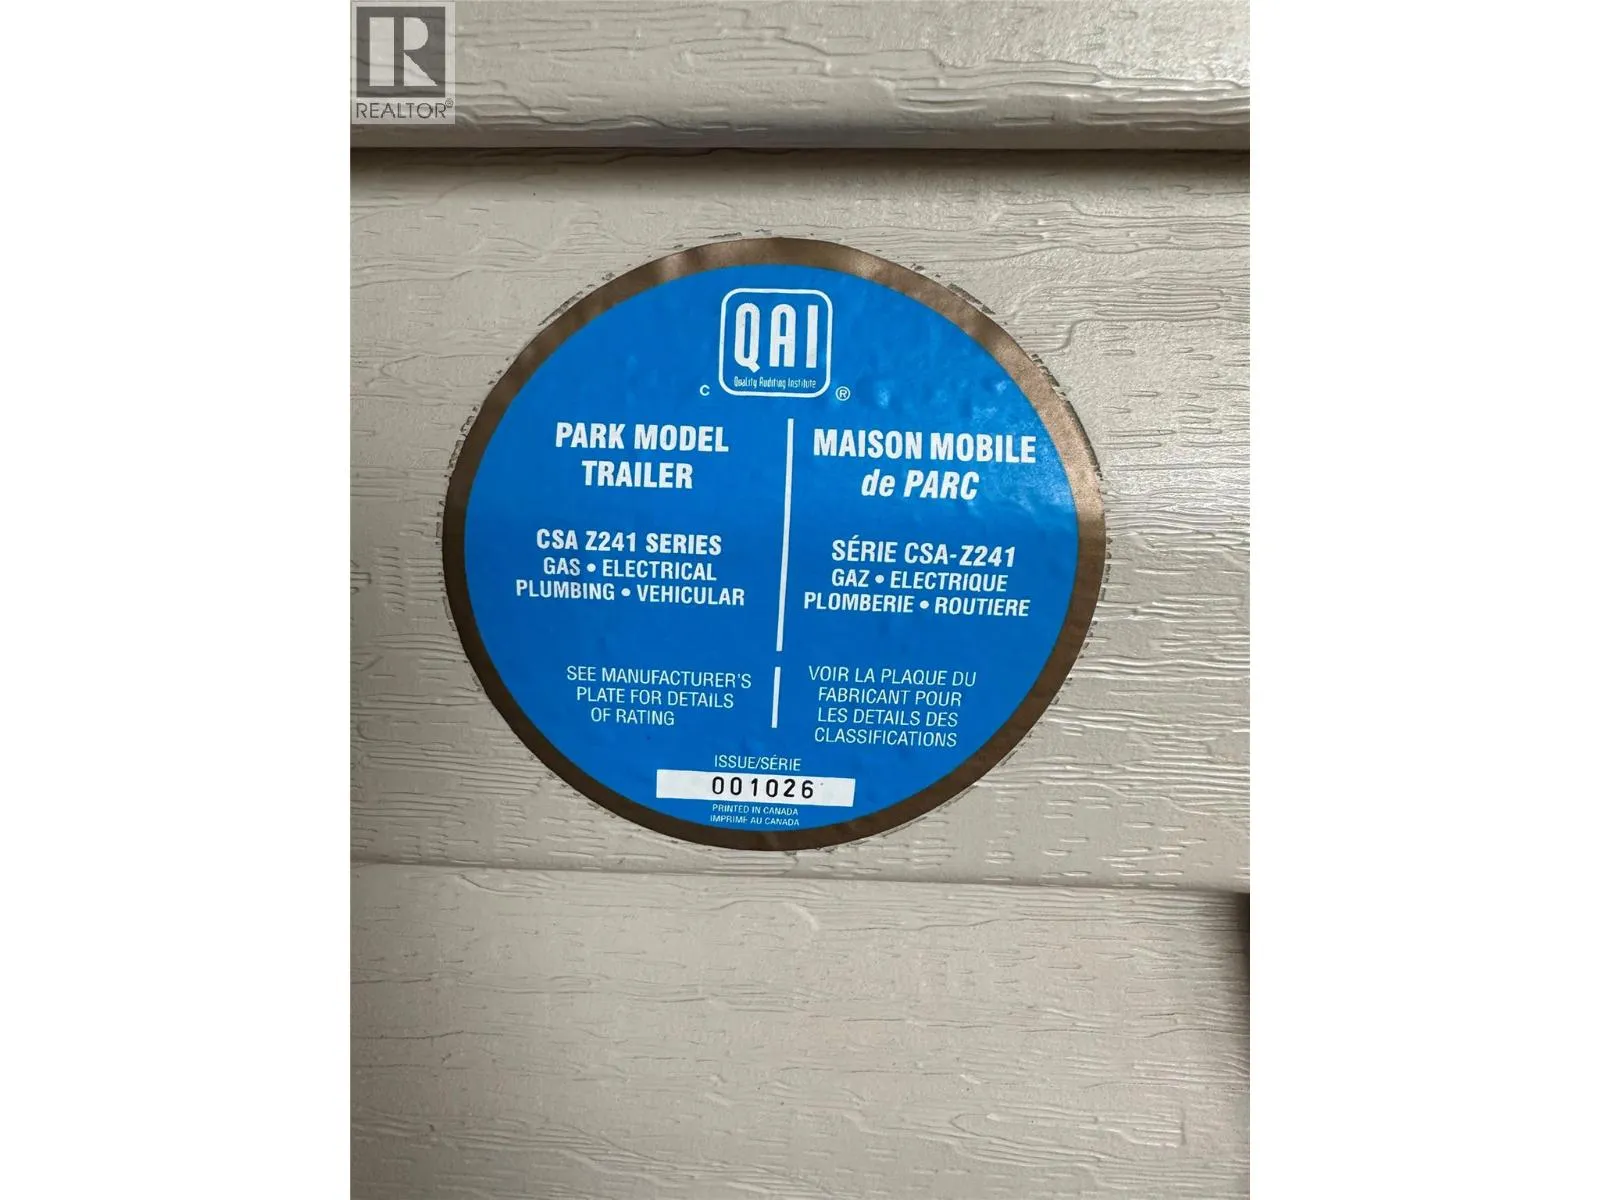 R
REALTOR®
QAI
Quality Auditing Institute
C ®
PARK MODEL
TRAILER
CSA Z241 SERIES
GAS • ELECTRICAL
PLUMBING • VEHICULAR
SEE MANUFACTURER'S
PLATE FOR DETAILS
OF RATING
MAISON MOBILE
de PARC
SÉRIE CSA-Z241
GAZ • ELECTRIQUE
PLOMBERIE • ROUTIERE
VOIR LA PLAQUE DU
FABRICANT POUR
LES DETAILS DES
CLASSIFICATIONS
ISSUE/SÉRIE
001026
PRINTED IN CANADA
IMPRIME AU CANADA